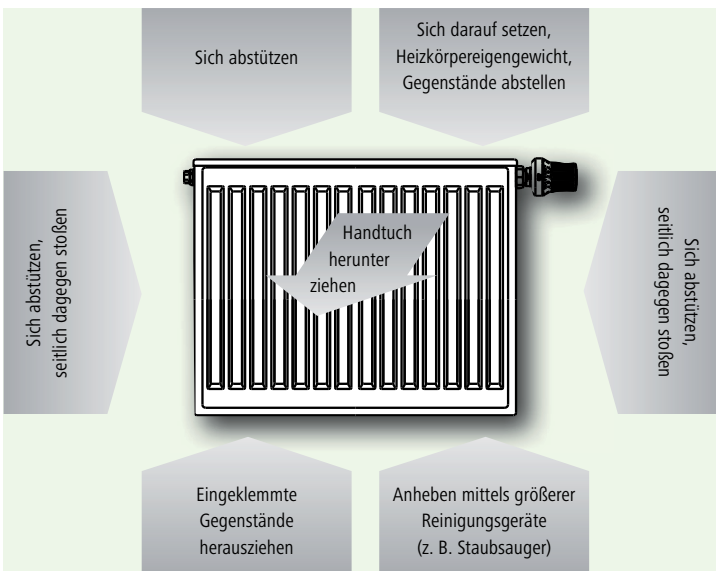 Sich abstützen
Sich darauf setzen,
Heizkörpereigengewicht,
Gegenstände abstellen
Sich abstützen,
seitlich dagegen stoßen
Handtuch
herunter
ziehen
Sich abstützen,
seitlich dagegen stoßen
Eingeklemmte
Gegenstände
herausziehen
Anheben mittels größerer
Reinigungsgeräte
(z. B. Staubsauger)